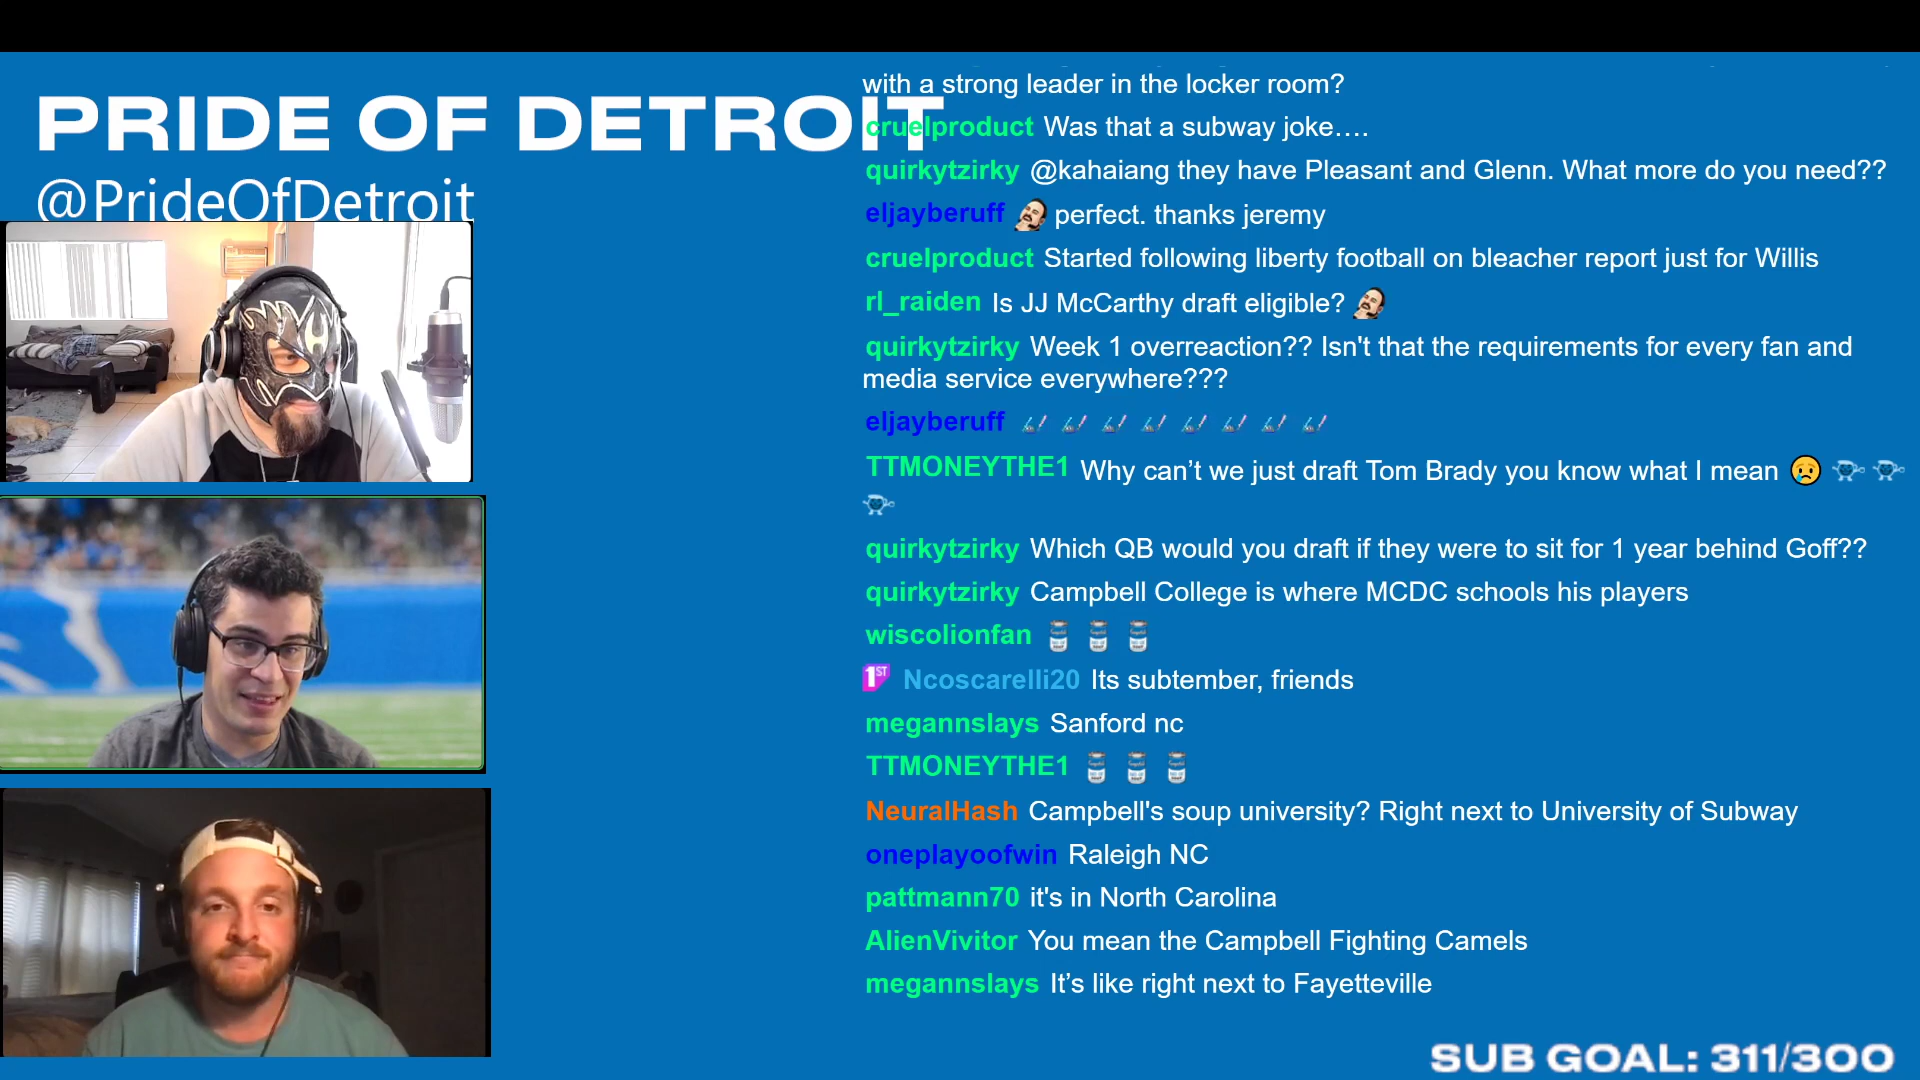 PRIDE OF DETROIT
@PrideOfDetroit
with a strong leader in the locker room?
cruelproduct Was that a subway joke….
quirkytzirky @kahaiang they have Pleasant and Glenn. What more do you need??
eljayberuff perfect. thanks jeremy
cruelproduct Started following liberty football on bleacher report just for Willis
rl_raiden Is JJ McCarthy draft eligible?
quirkytzirky Week 1 overreaction?? Isn't that the requirements for every fan and
media service everywhere???
eljayberuff
TTMONEYTHE1 Why can’t we just draft Tom Brady you know what I mean 😢
quirkytzirky Which QB would you draft if they were to sit for 1 year behind Goff??
quirkytzirky Campbell College is where MCDC schools his players
wiscolionfan
1ST Ncoscarelli20 Its subtember, friends
megannslays Sanford nc
TTMONEYTHE1
NeuralHash Campbell's soup university? Right next to University of Subway
oneplayoofwin Raleigh NC
pattmann70 it's in North Carolina
AlienVivitor You mean the Campbell Fighting Camels
megannslays It’s like right next to Fayetteville
SUB GOAL: 311/300